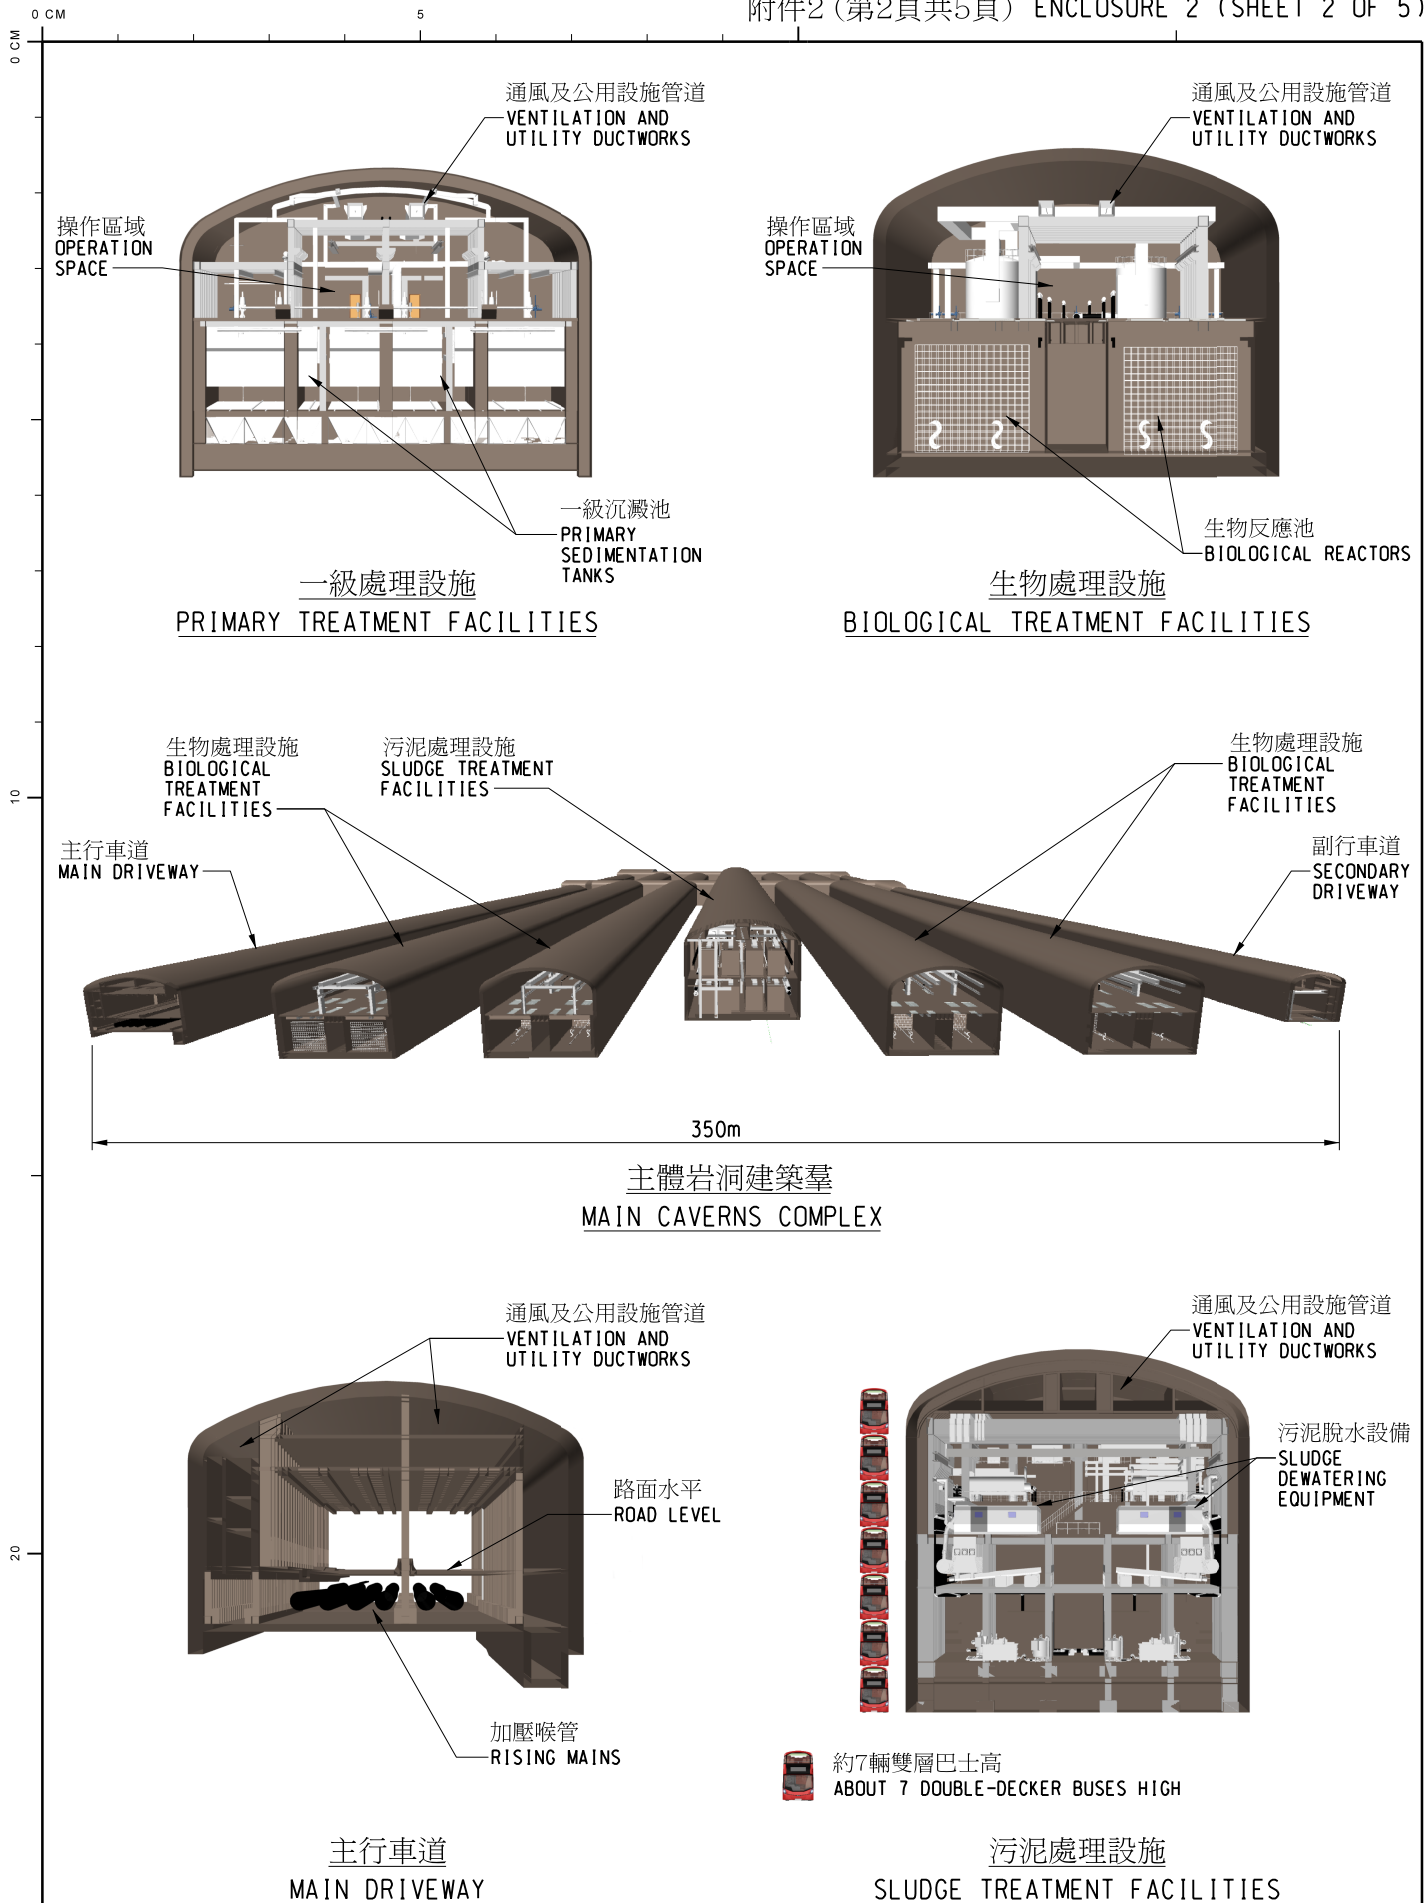 0 CM
5
附件2 (第2頁共5頁) ENCLOSURE 2 (SHEET 2 OF 5)
0 CM
通風及公用設施管道
VENTILATION AND
UTILITY DUCTWORKS
操作區域
OPERATION
SPACE
一級沉澱池
PRIMARY
SEDIMENTATION
TANKS
一級處理設施
PRIMARY TREATMENT FACILITIES
通風及公用設施管道
VENTILATION AND
UTILITY DUCTWORKS
操作區域
OPERATION
SPACE
生物反應池
BIOLOGICAL REACTORS
生物處理設施
BIOLOGICAL TREATMENT FACILITIES
10
生物處理設施
BIOLOGICAL
TREATMENT
FACILITIES
污泥處理設施
SLUDGE TREATMENT
FACILITIES
生物處理設施
BIOLOGICAL
TREATMENT
FACILITIES
主行車道
MAIN DRIVEWAY
副行車道
SECONDARY
DRIVEWAY
350m
主體岩洞建築羣
MAIN CAVERNS COMPLEX
通風及公用設施管道
VENTILATION AND
UTILITY DUCTWORKS
路面水平
ROAD LEVEL
20
加壓喉管
RISING MAINS
主行車道
MAIN DRIVEWAY
通風及公用設施管道
VENTILATION AND
UTILITY DUCTWORKS
污泥脫水設備
SLUDGE
DEWATERING
EQUIPMENT
約7輛雙層巴士高
ABOUT 7 DOUBLE-DECKER BUSES HIGH
污泥處理設施
SLUDGE TREATMENT FACILITIES